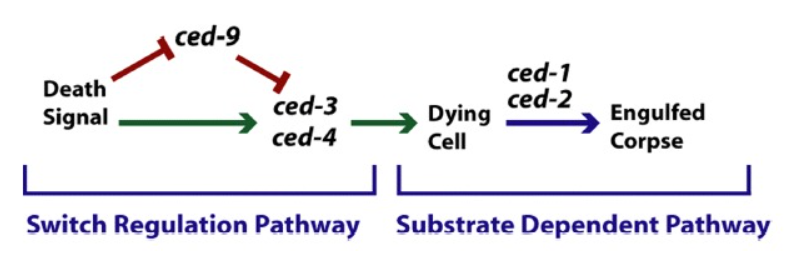 ced-9
Death
Signal
ced-3
ced-4
Dying
Cell
ced-1
ced-2
Engulfed
Corpse
Switch Regulation Pathway
Substrate Dependent Pathway